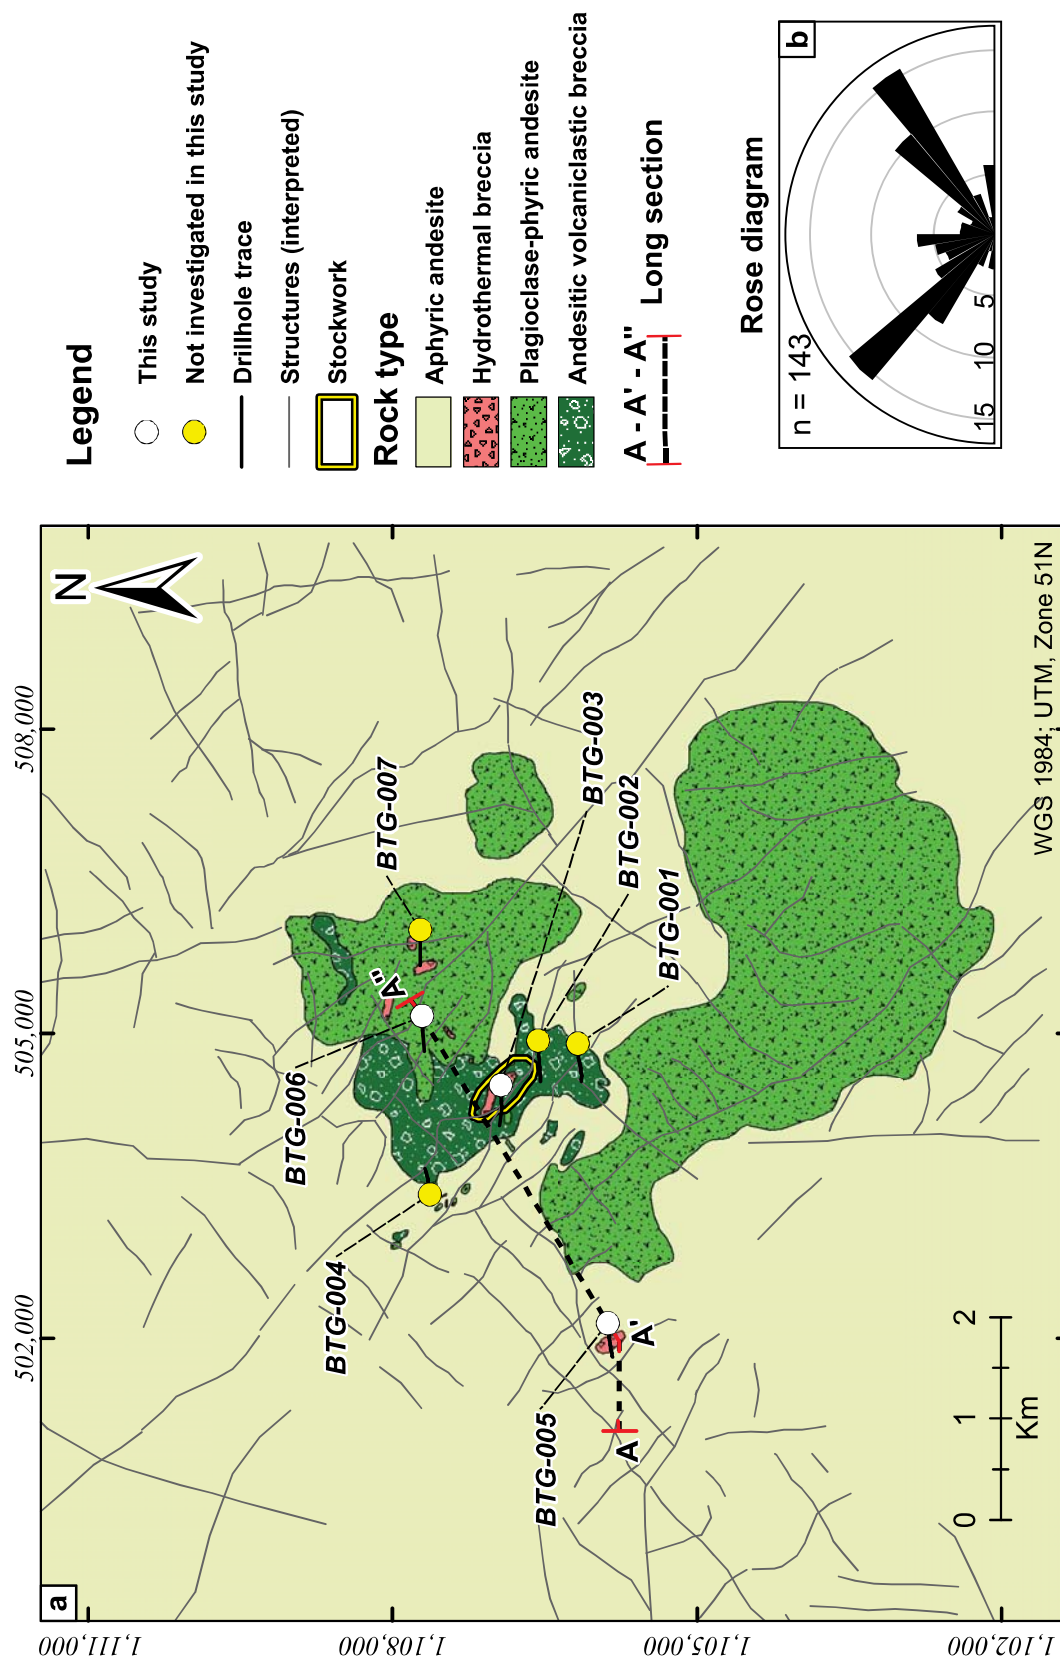 a
502,000
505,000
508,000
1,111,000
1,108,000
1,105,000
1,102,000
N
BTG-007
BTG-006
A"
BTG-004
BTG-003
BTG-002
BTG-001
BTG-005
A'
A
0 1 2
Km
WGS 1984; UTM, Zone 51N
Legend
This study
Not investigated in this study
Drillhole trace
Structures (interpreted)
Stockwork
Rock type
Aphyric andesite
Hydrothermal breccia
Plagioclase-phyric andesite
Andesitic volcaniclastic breccia
A - A' - A"
Long section
Rose diagram
b
n = 143
5
10
15